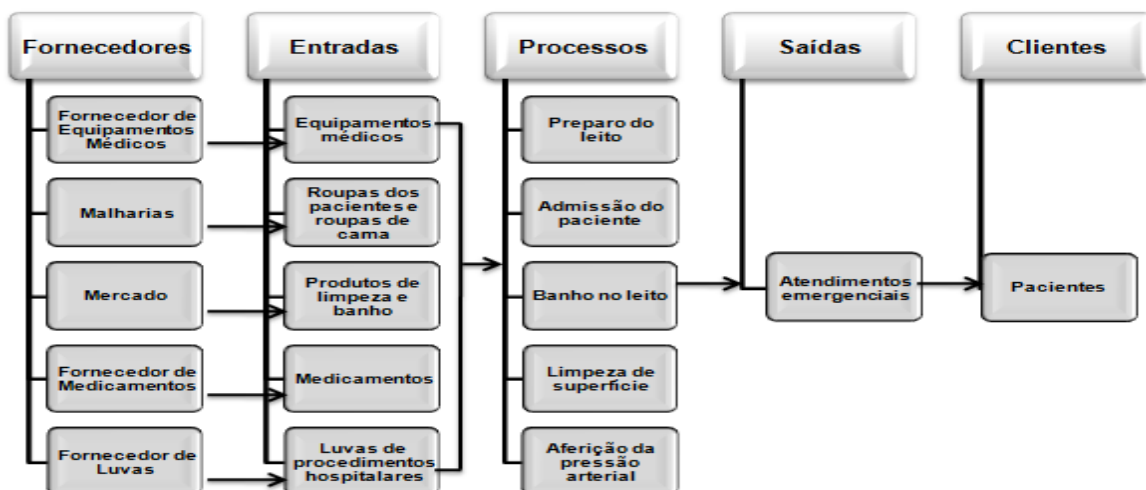 Fornecedores
Entradas
Processos
Saídas
Clientes
Fornecedor de
Equipamentos
Médicos
Equipamentos
médicos
Preparo do
leito
Malharias
Roupas dos
pacientes e
roupas de
cama
Admissão do
paciente
Mercado
Produtos de
limpeza e
banho
Banho no leito
Atendimentos
emergenciais
Pacientes
Fornecedor de
Medicamentos
Medicamentos
Limpeza de
superfície
Fornecedor de
Luvas
Luvas de
procedimentos
hospitalares
Aferição da
pressão
arterial